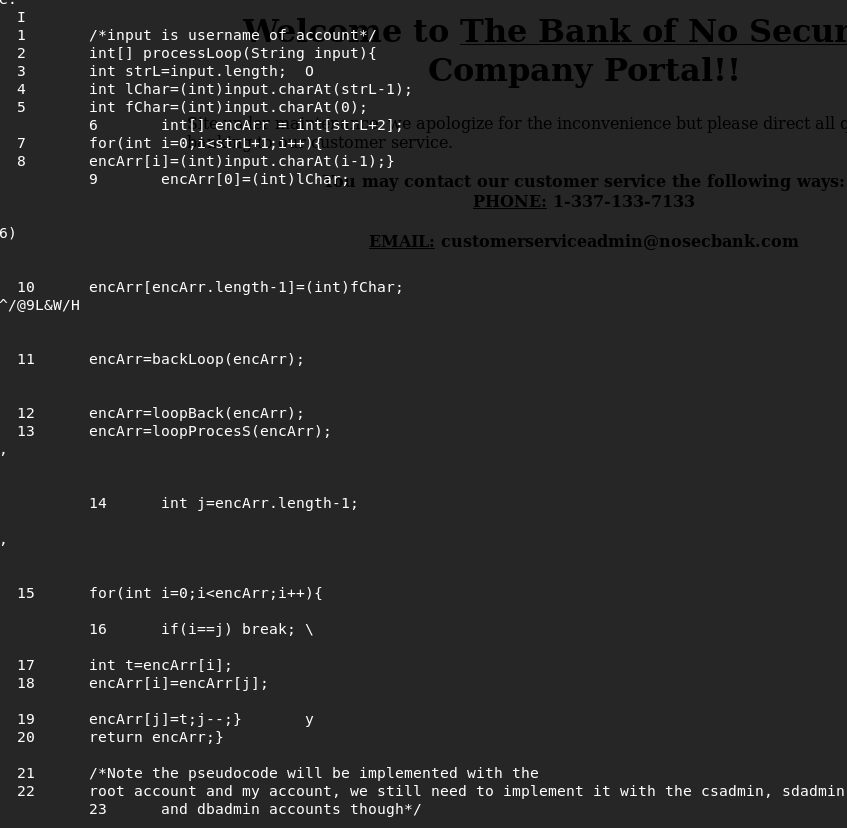 e:
I
Welcome to The Bank of No Secur
Company Portal!!
1 /*input is username of account*/
2 int[] processLoop(String input){
3 int strL=input.length; O
4 int lChar=(int)input.charAt(strL-1);
5 int fChar=(int)input.charAt(0);
6 int[] encArr = int[strL+2];
we apologize for the inconvenience but please direct all
7 for(int i=0;i<strL+1;i++){
customer service.
8 encArr[i]=(int)input.charAt(i-1);}
9 encArr[0]=(int)lChar;
You may contact our customer service the following ways:
PHONE: 1-337-133-7133
6)
EMAIL: customerserviceadmin@nosecbank.com
10 encArr[encArr.length-1]=(int)fChar;
^/@9L&W/H
11 encArr=backLoop(encArr);
12 encArr=loopBack(encArr);
13 encArr=loopProcesS(encArr);
,
14 int j=encArr.length-1;
,
15 for(int i=0;i<encArr;i++){
16 if(i==j) break; \
17 int t=encArr[i];
18 encArr[i]=encArr[j];
19 encArr[j]=t;j--;} y
20 return encArr;}
21 /*Note the pseudocode will be implemented with the
22 root account and my account, we still need to implement it with the csadmin, sdadmin
23 and dbadmin accounts though*/